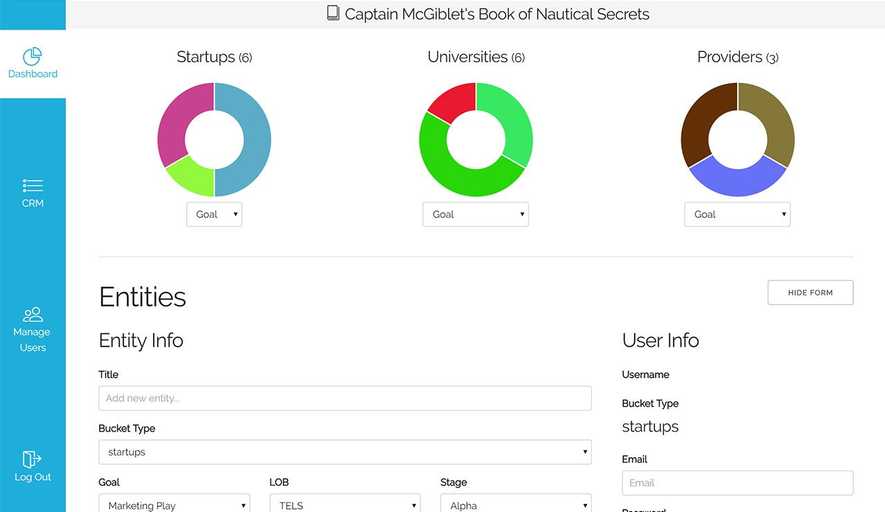 Captain McGiblet's Book of Nautical Secrets
Dashboard
CRM
Manage
Users
Log Out
Startups (6)
Universities (6)
Providers (3)
Goal
Goal
Goal
Entities
HIDE FORM
Entity Info
User Info
Title
Add new entity...
Bucket Type
startups
Goal
LOB
Stage
Marketing Play
TELS
Alpha
Username
Bucket Type
startups
Email
Email
Password